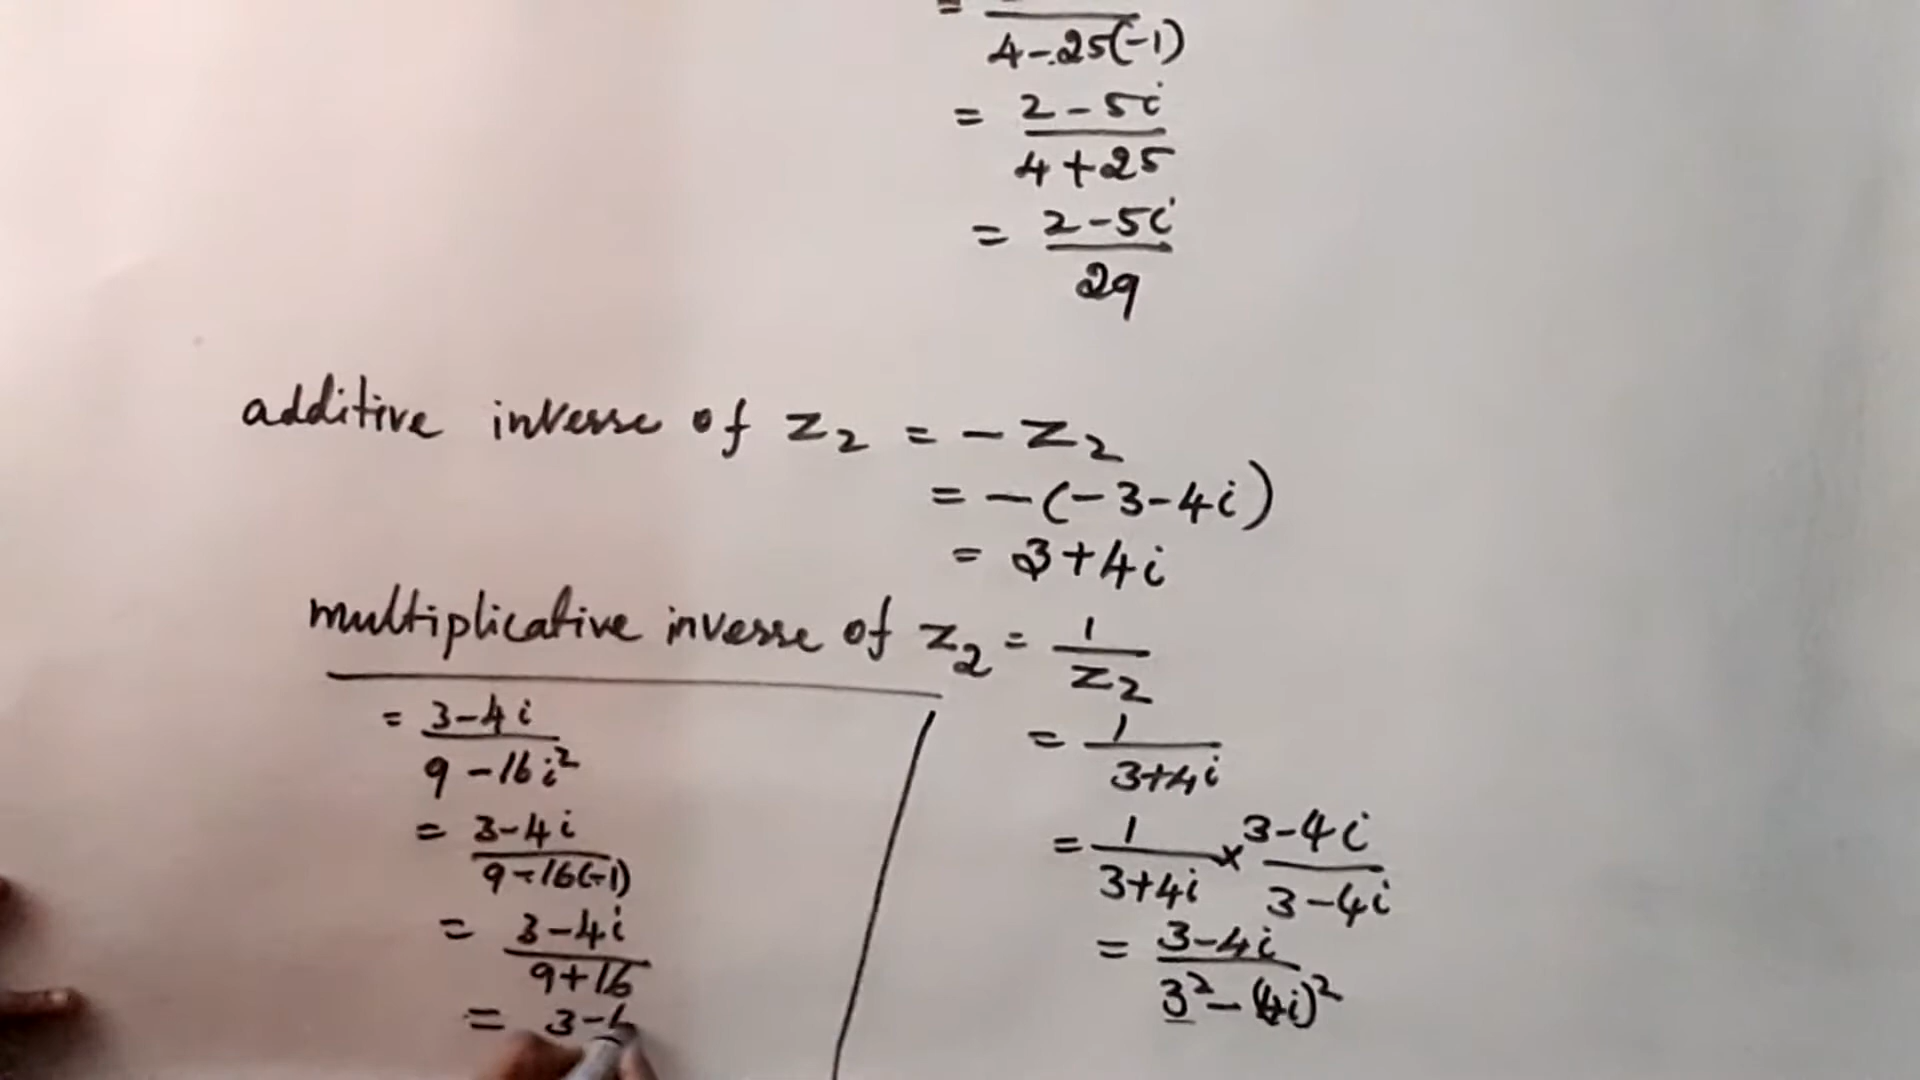 =
4-25(-1)
= 2-5i
4+25
= 2-5i
29
additive inverse of z₂ = -z₂
= -(-3-4i)
= 3+4i
multiplicative inverse of z₂ = 1
z₂
= 1
3+4i
= 1 × 3-4i
3+4i 3-4i
= 3-4i
3² - (4i)²
= 3-4i
9-16i²
= 3-4i
9-16(-1)
= 3-4i
9+16
= 3-